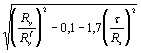 √((R_y/R_y^r)² − 0,1 − 1,7(τ/R_s)²)